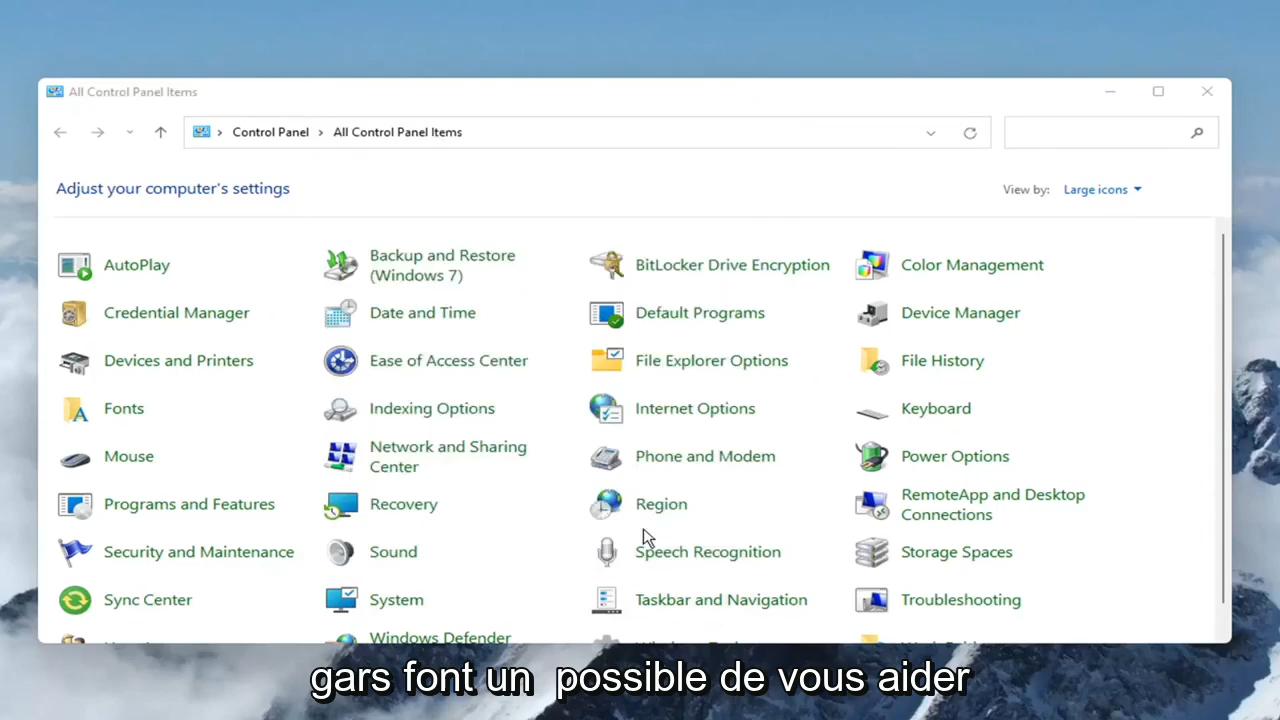 All Control Panel Items
Control Panel > All Control Panel Items
Adjust your computer's settings
View by: Large icons
AutoPlay
Backup and Restore
(Windows 7)
BitLocker Drive Encryption
Color Management
Credential Manager
Date and Time
Default Programs
Device Manager
Devices and Printers
Ease of Access Center
File Explorer Options
File History
Fonts
Indexing Options
Internet Options
Keyboard
Mouse
Network and Sharing
Center
Phone and Modem
Power Options
Programs and Features
Recovery
Region
RemoteApp and Desktop
Connections
Security and Maintenance
Sound
Speech Recognition
Storage Spaces
Sync Center
System
Taskbar and Navigation
Troubleshooting
Windows Defender
gars font un possible de vous aider